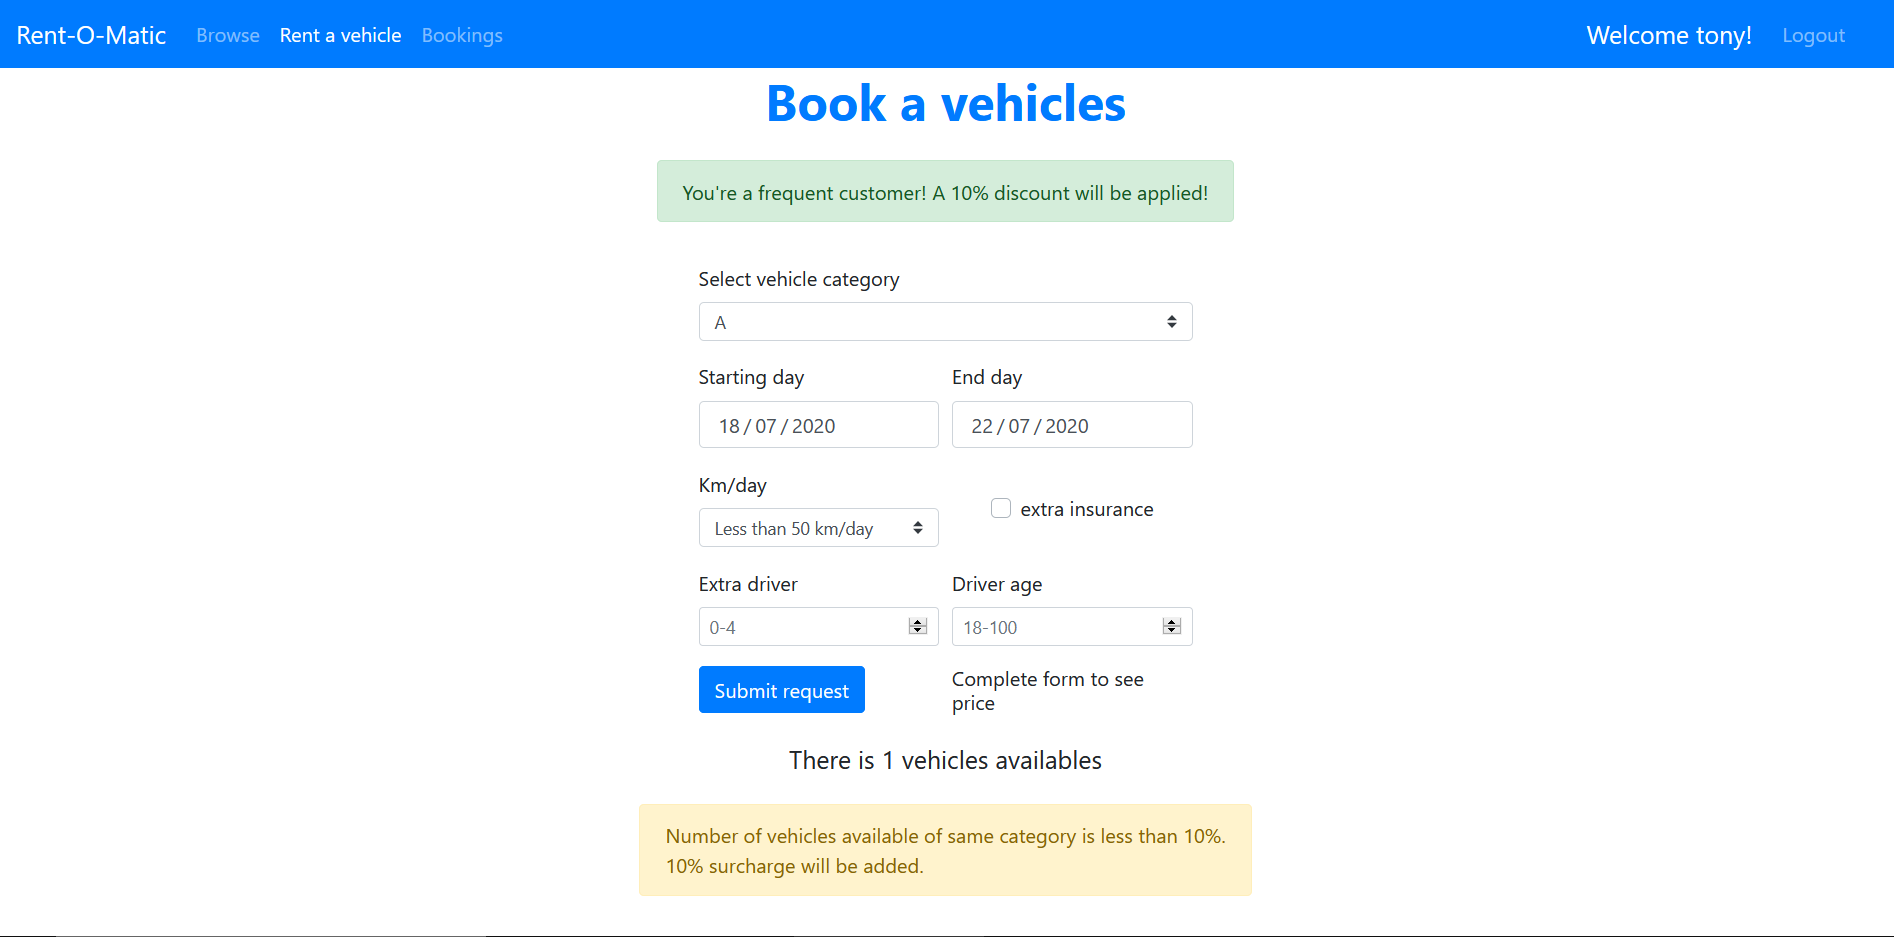 Rent-O-Matic Browse Rent a vehicle Bookings Welcome tony! Logout
Book a vehicles
You're a frequent customer! A 10% discount will be applied!
Select vehicle category
A
Starting day End day
18 / 07 / 2020 22 / 07 / 2020
Km/day
extra insurance
Less than 50 km/day
Extra driver Driver age
0-4 18-100
Submit request
Complete form to see
price
There is 1 vehicles availables
Number of vehicles available of same category is less than 10%.
10% surcharge will be added.